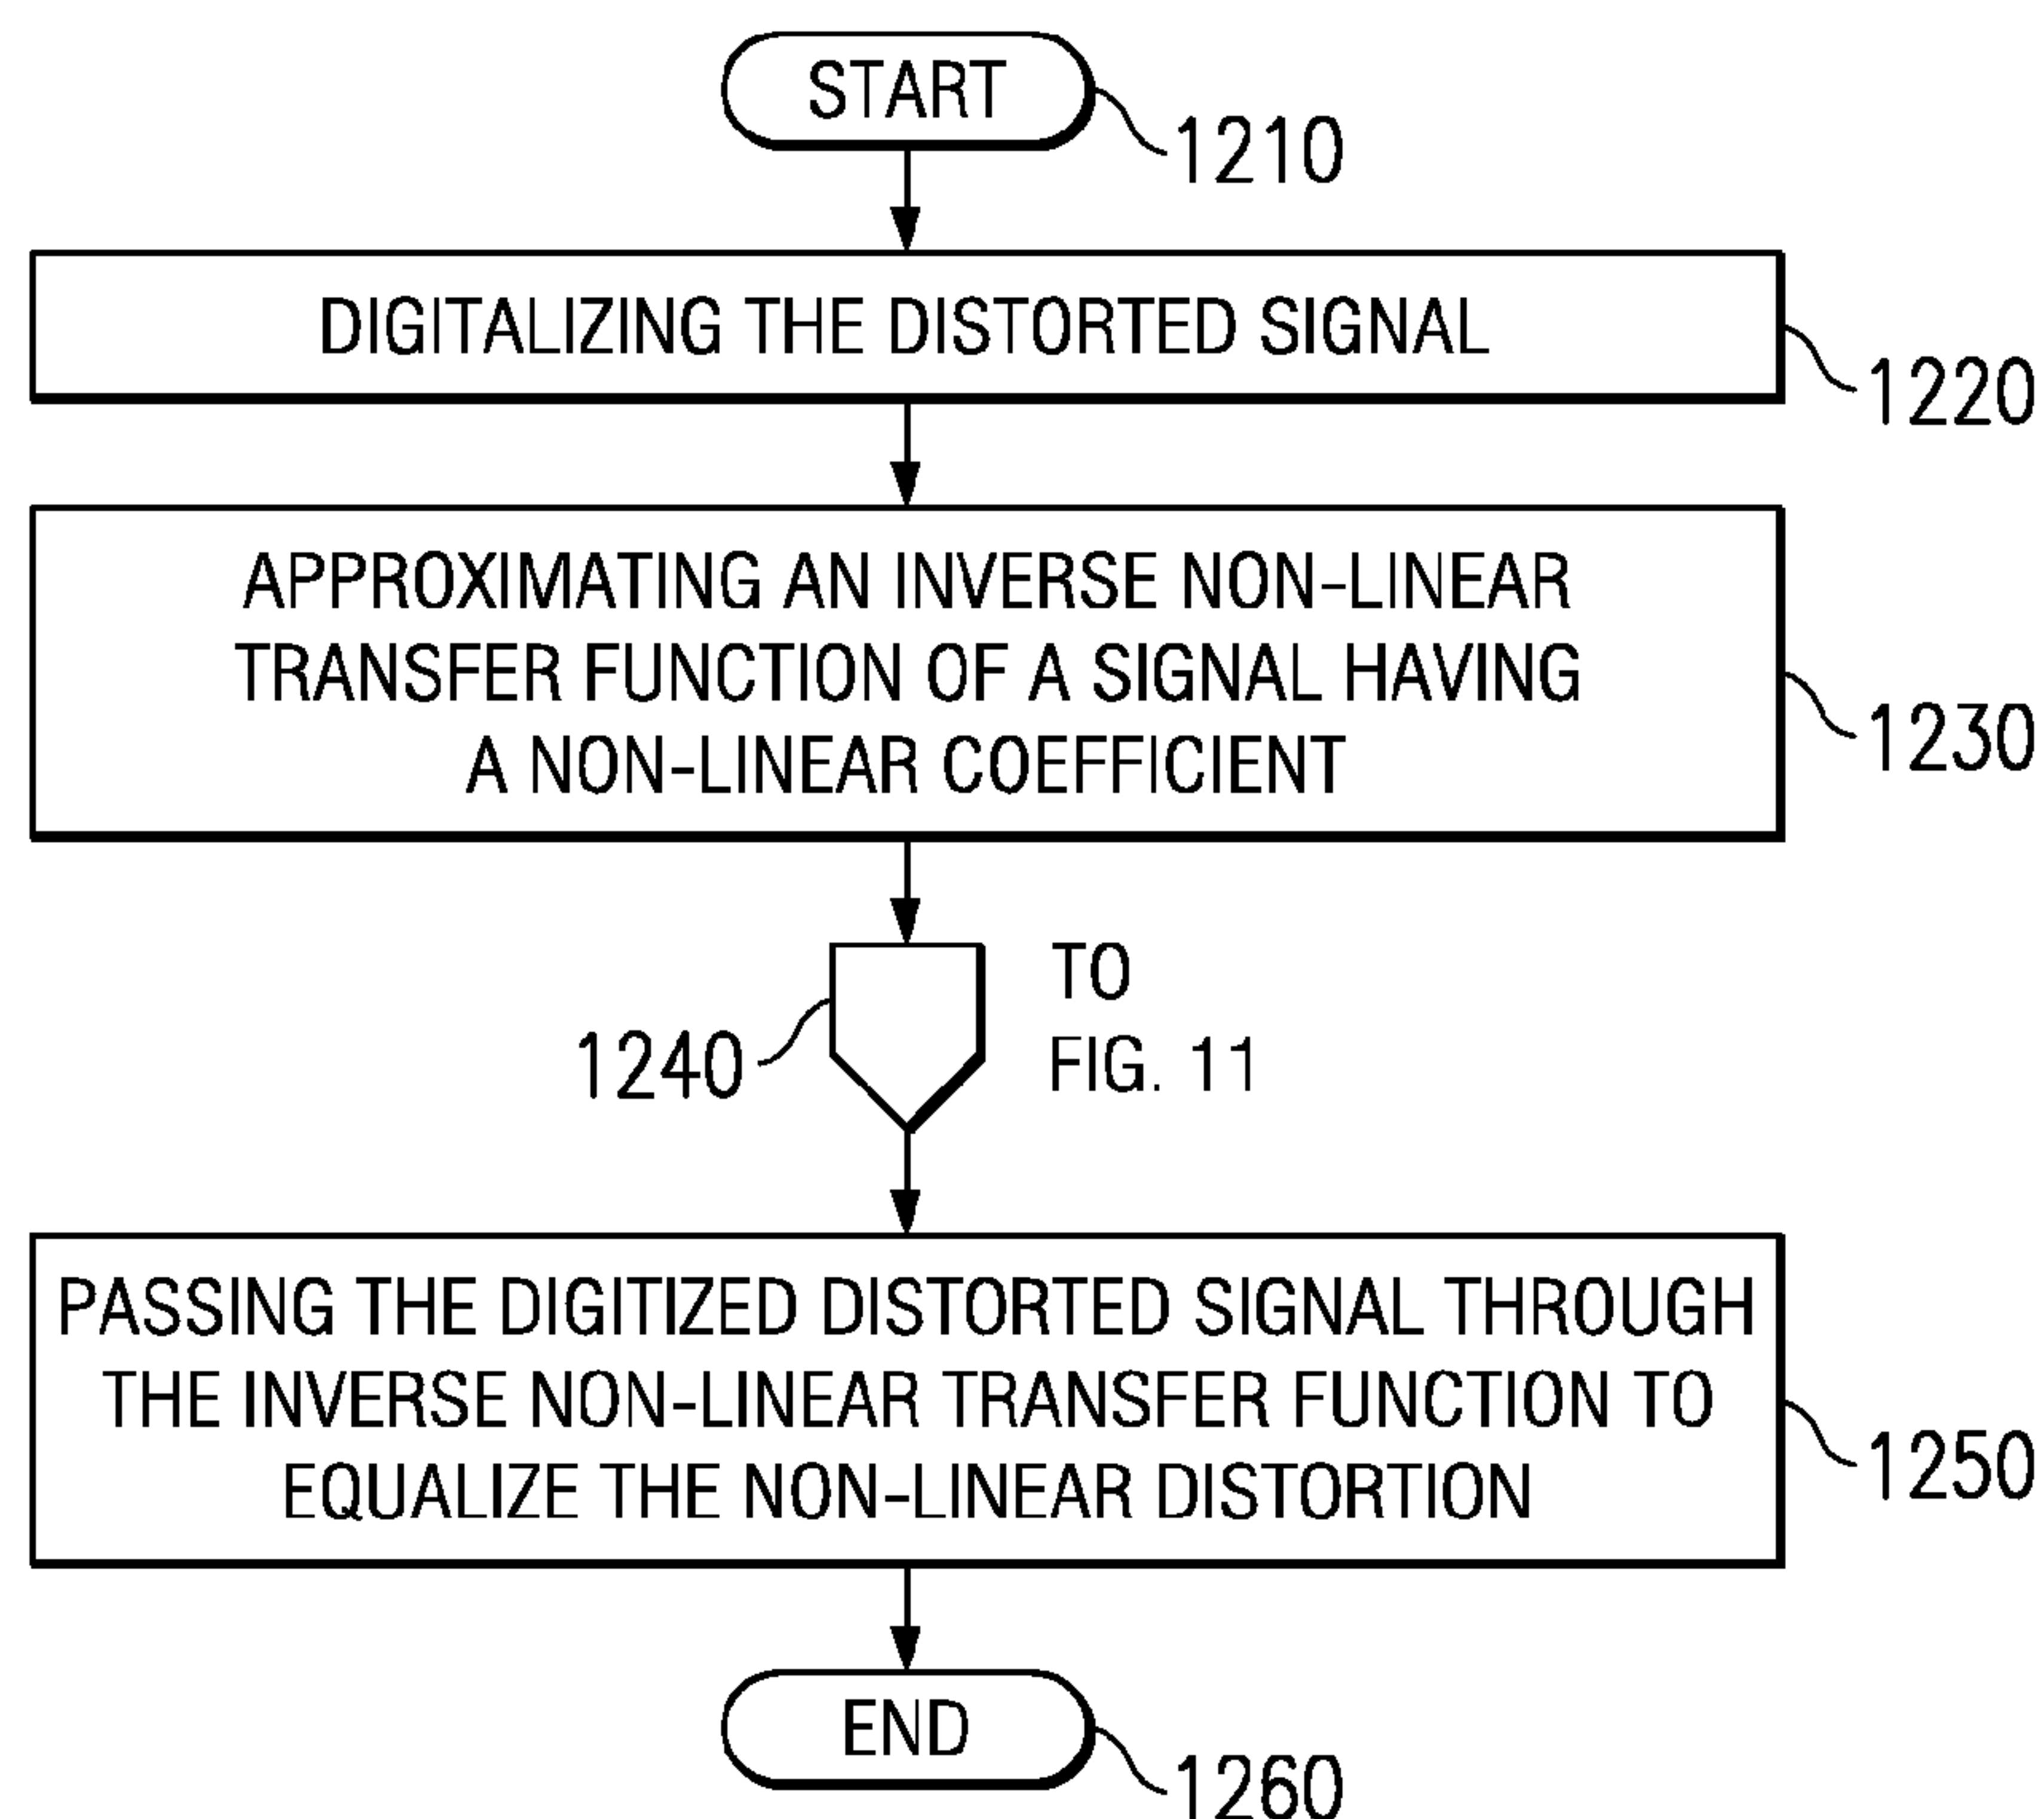 START
1210
DIGITALIZING THE DISTORTED SIGNAL
1220
APPROXIMATING AN INVERSE NON-LINEAR
TRANSFER FUNCTION OF A SIGNAL HAVING
A NON-LINEAR COEFFICIENT
1230
TO
FIG. 11
1240
PASSING THE DIGITIZED DISTORTED SIGNAL THROUGH
THE INVERSE NON-LINEAR TRANSFER FUNCTION TO
EQUALIZE THE NON-LINEAR DISTORTION
1250
END
1260